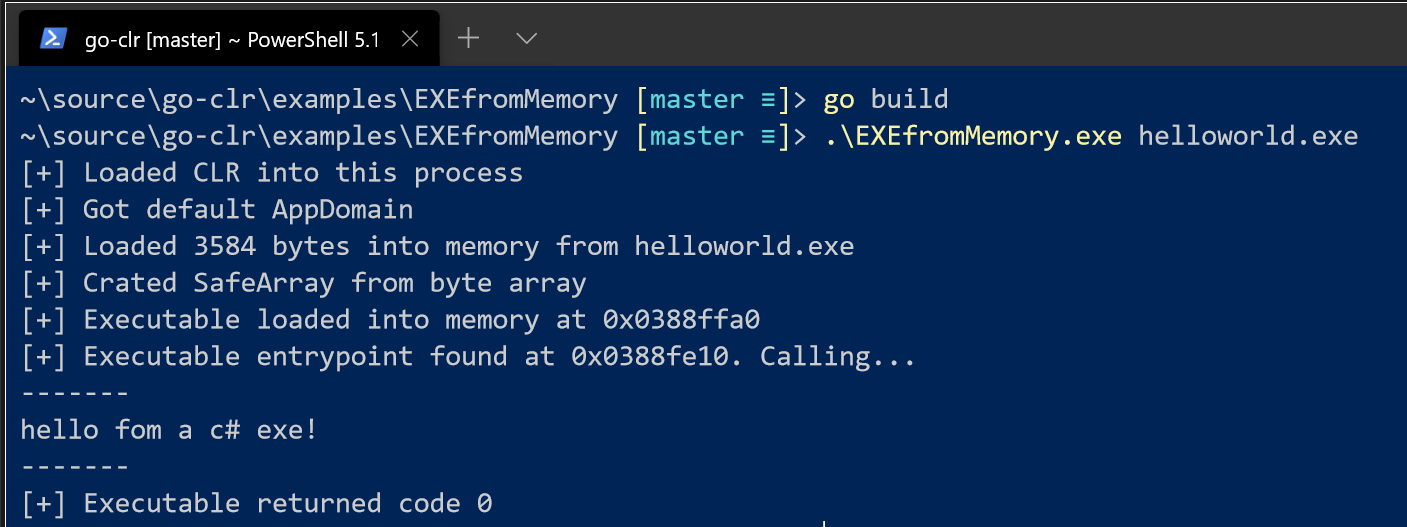 go-clr [master] ~ PowerShell 5.1
~\source\go-clr\examples\EXEfromMemory [master ≡]> go build
~\source\go-clr\examples\EXEfromMemory [master ≡]> .\EXEfromMemory.exe helloworld.exe
[+] Loaded CLR into this process
[+] Got default AppDomain
[+] Loaded 3584 bytes into memory from helloworld.exe
[+] Crated SafeArray from byte array
[+] Executable loaded into memory at 0x0388ffa0
[+] Executable entrypoint found at 0x0388fe10. Calling...
-------
hello fom a c# exe!
-------
[+] Executable returned code 0